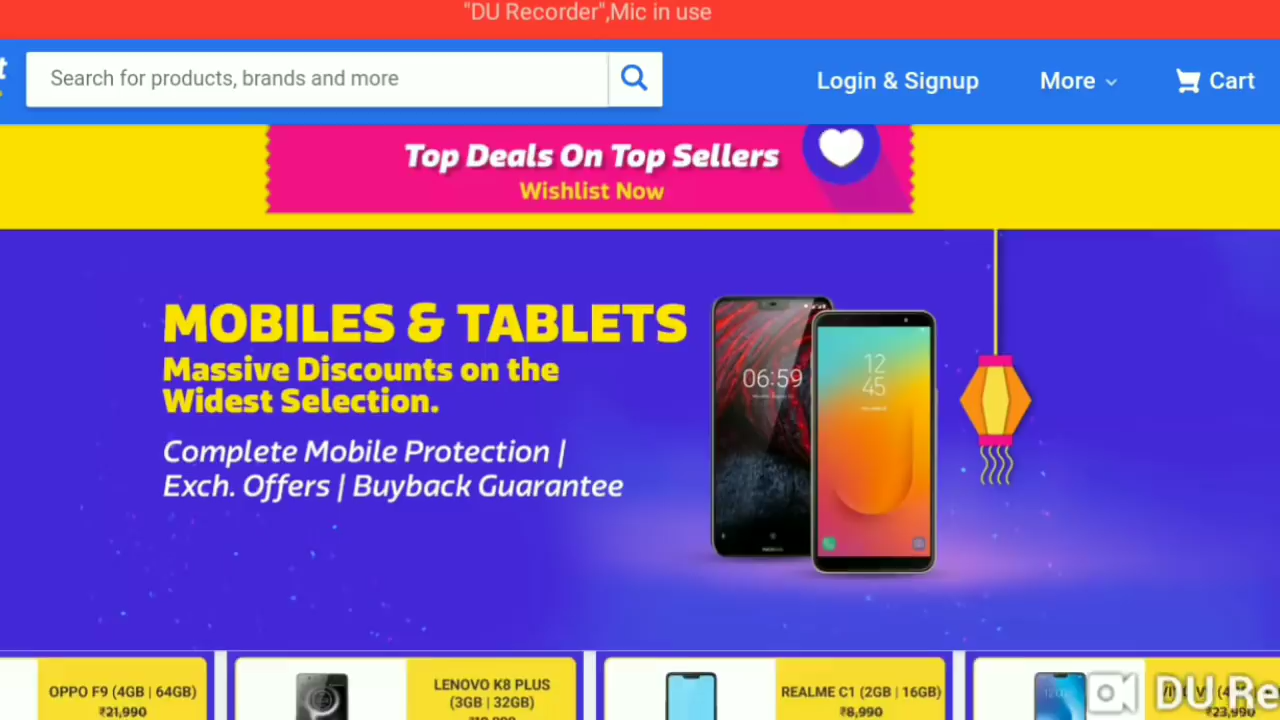 "DU Recorder",Mic in use
Search for products, brands and more
Login & Signup
More
Cart
Top Deals On Top Sellers
Wishlist Now
MOBILES & TABLETS
Massive Discounts on the
Widest Selection.
Complete Mobile Protection |
Exch. Offers | Buyback Guarantee
06:59
12
45
NOKIA
OPPO F9 (4GB | 64GB)
₹21,990
LENOVO K8 PLUS
(3GB | 32GB)
REALME C1 (2GB | 16GB)
₹8,990
₹23,990
DU Re